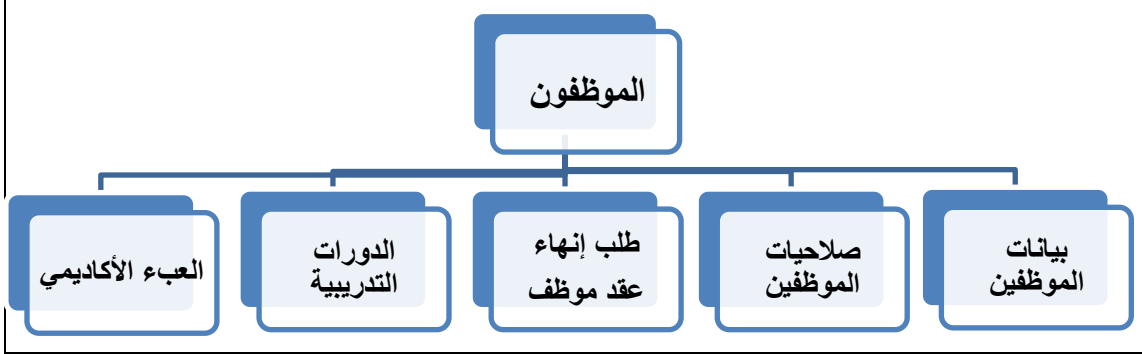 الموظفون
بيانات
الموظفين
صلاحيات
الموظفين
طلب إنهاء
عقد موظف
الدورات
التدريبية
العبء الأكاديمي